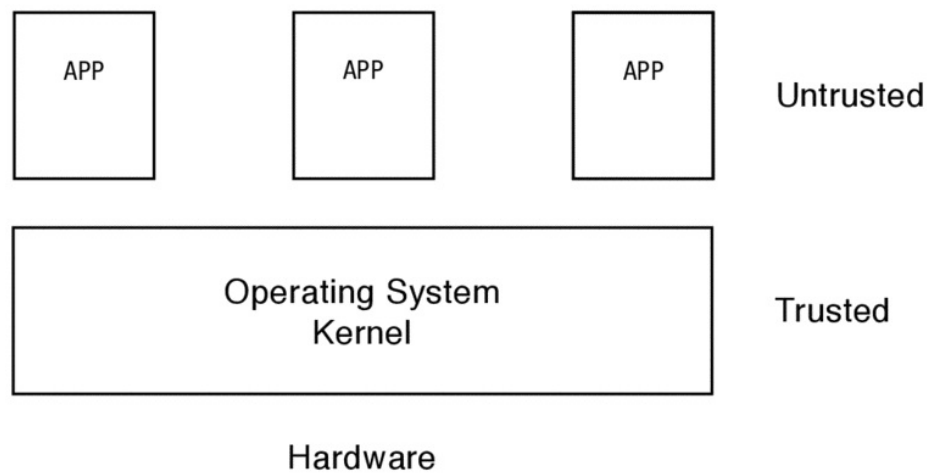 APP
APP
APP
Untrusted
Operating System
Kernel
Trusted
Hardware